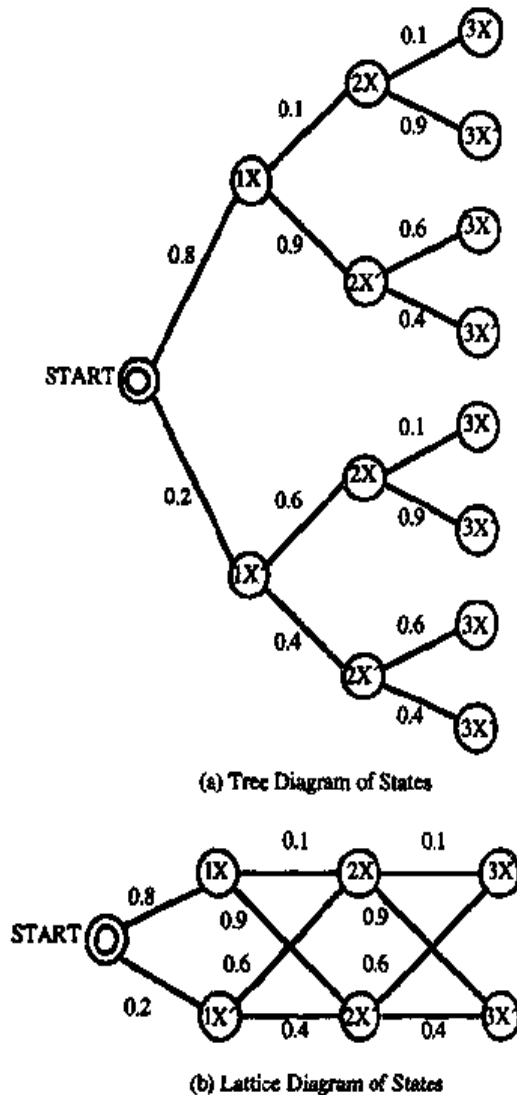 0.1
3X
2X
0.1
0.9
3X´
1X
0.8
0.9
0.6
3X
2X´
0.4
3X´
START
0.1
3X
0.2
0.6
2X
0.9
3X´
1X´
0.4
0.6
3X
2X´
0.4
3X´
(a) Tree Diagram of States
0.1
0.1
1X
2X
3X
0.8
START
0.9
0.9
0.6
0.6
0.2
1X´
0.4
2X´
0.4
3X´
(b) Lattice Diagram of States